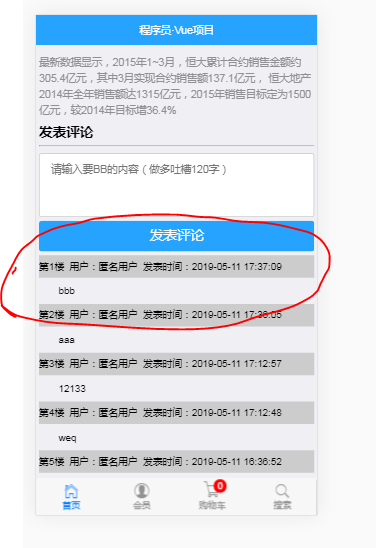 程序员·Vue项目
最新数据显示，2015年1~3月，恒大累计合约销售金额约
305.4亿元，其中3月实现合约销售额137.1亿元， 恒大地产
2014年全年销售额达1315亿元，2015年销售目标定为1500
亿元，较2014年目标增36.4%
发表评论
请输入要BB的内容（做多吐槽120字）
发表评论
第1楼 用户：匿名用户 发表时间：2019-05-11 17:37:09
bbb
第2楼 用户：匿名用户 发表时间：2019-05-11 17:36:05
aaa
第3楼 用户：匿名用户 发表时间：2019-05-11 17:12:57
12133
第4楼 用户：匿名用户 发表时间：2019-05-11 17:12:48
weq
第5楼 用户：匿名用户 发表时间：2019-05-11 16:36:52
0
首页 会员 购物车 搜索